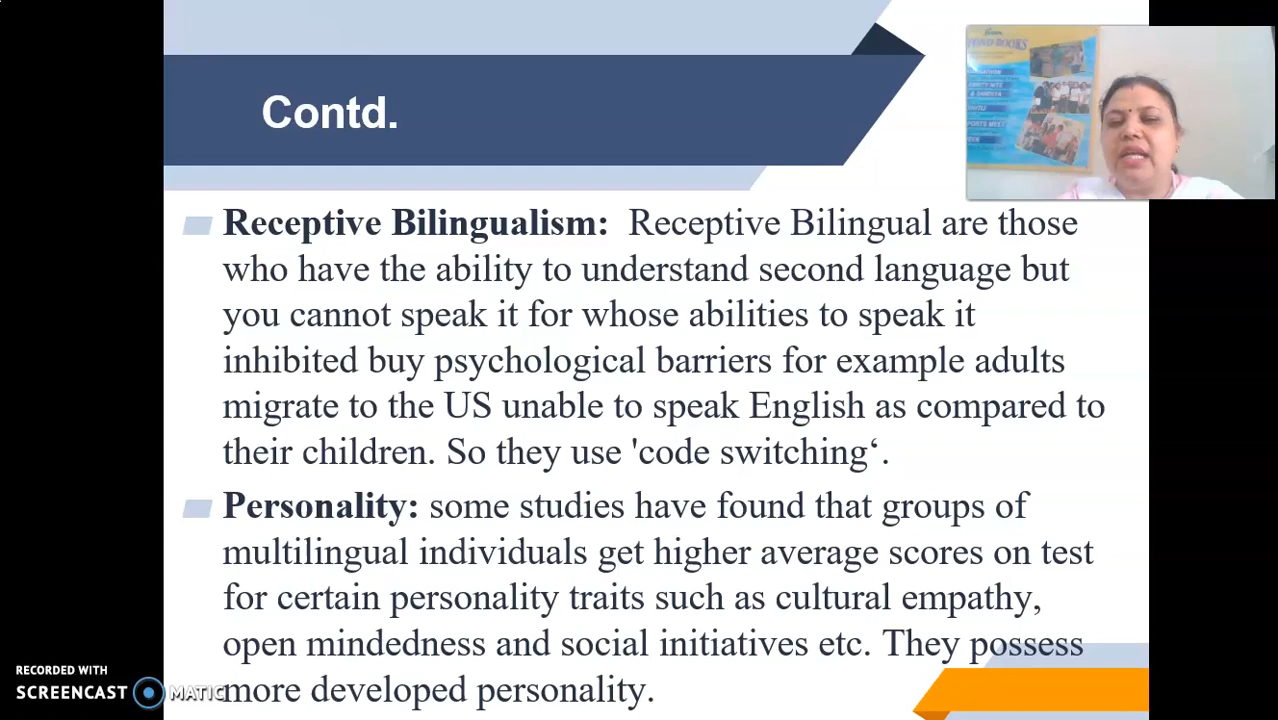 Contd.
Receptive Bilingualism: Receptive Bilingual are those
who have the ability to understand second language but
you cannot speak it for whose abilities to speak it
inhibited buy psychological barriers for example adults
migrate to the US unable to speak English as compared to
their children. So they use 'code switching‘.
Personality: some studies have found that groups of
multilingual individuals get higher average scores on test
for certain personality traits such as cultural empathy,
open mindedness and social initiatives etc. They possess
more developed personality.
RECORDED WITH
SCREENCAST MATIC
BOOKS